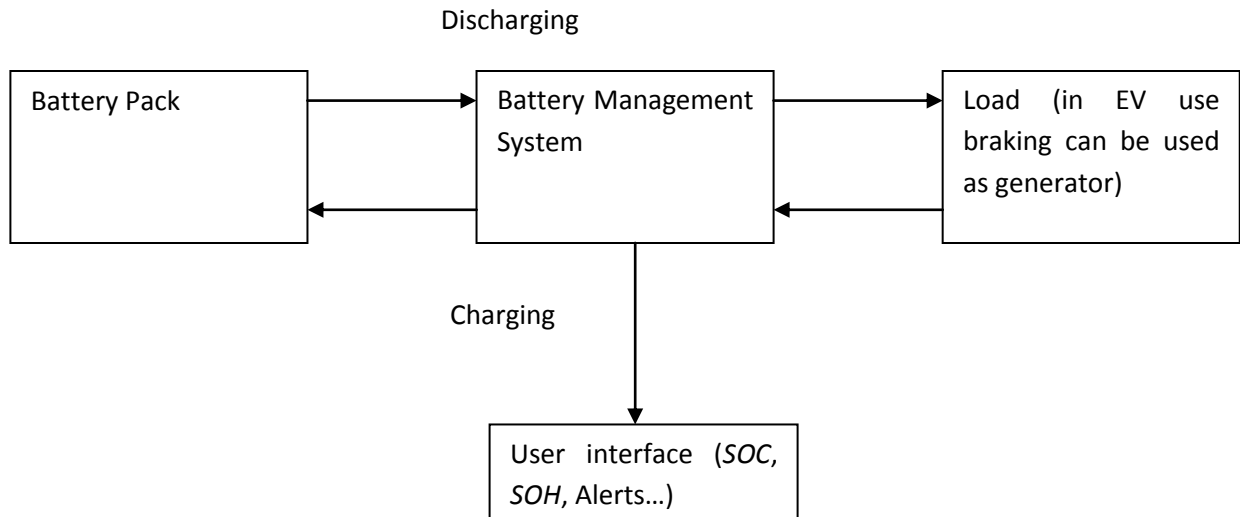 Discharging
Battery Pack
Battery Management
System
Load (in EV use
braking can be used
as generator)
Charging
User interface (SOC,
SOH, Alerts…)